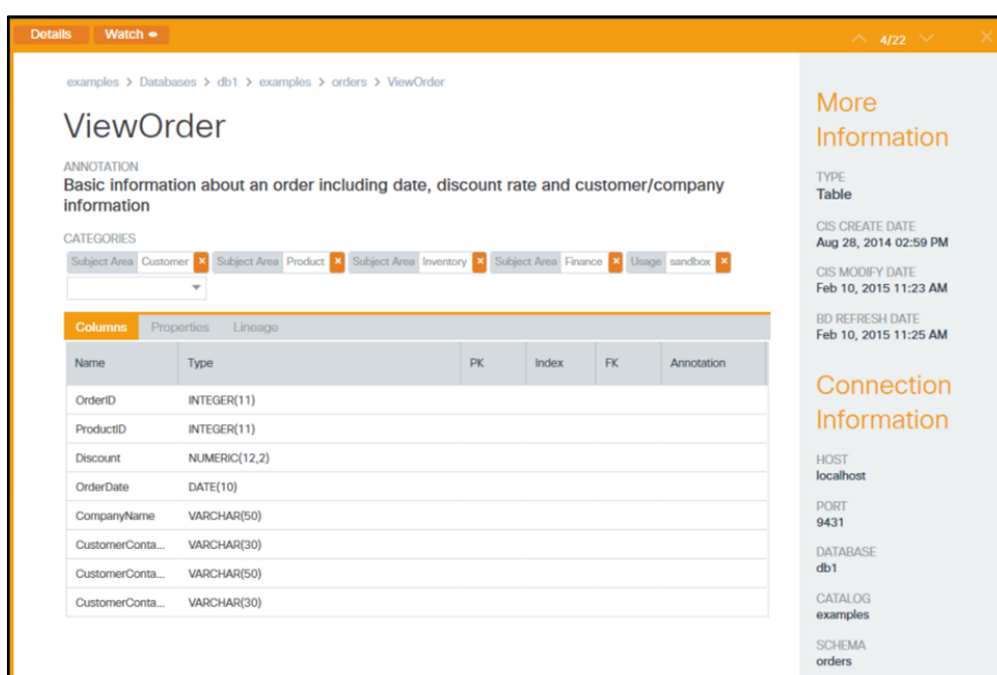 Details Watch
4/22
examples > Databases > db1 > examples > orders > ViewOrder
ViewOrder
ANNOTATION
Basic information about an order including date, discount rate and customer/company
information
CATEGORIES
Subject Area Customer × Subject Area Product × Subject Area Inventory × Subject Area Finance × Usage sandbox ×
Columns Properties Lineage
Name Type PK Index FK Annotation
OrderID INTEGER(11)
ProductID INTEGER(11)
Discount NUMERIC(12,2)
OrderDate DATE(10)
CompanyName VARCHAR(50)
CustomerConta... VARCHAR(30)
CustomerConta... VARCHAR(50)
CustomerConta... VARCHAR(30)
More
Information
TYPE
Table
CIS CREATE DATE
Aug 28, 2014 02:59 PM
CIS MODIFY DATE
Feb 10, 2015 11:23 AM
BD REFRESH DATE
Feb 10, 2015 11:25 AM
Connection
Information
HOST
localhost
PORT
9431
DATABASE
db1
CATALOG
examples
SCHEMA
orders